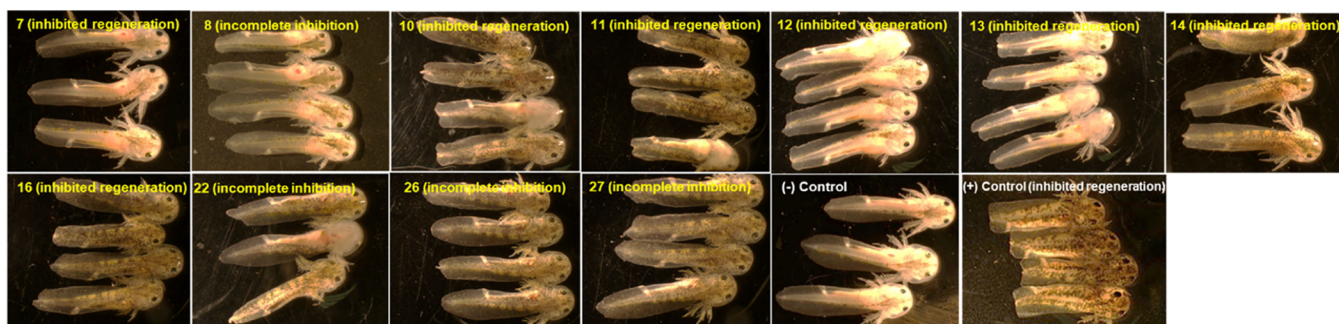 7 (inhibited regeneration)
8 (incomplete inhibition)
10 (inhibited regeneration)
11 (inhibited regeneration)
12 (inhibited regeneration)
13 (inhibited regeneration)
14 (inhibited regeneration)
16 (inhibited regeneration)
22 (incomplete inhibition)
26 (incomplete inhibition)
27 (incomplete inhibition)
(-) Control
(+) Control (inhibited regeneration)